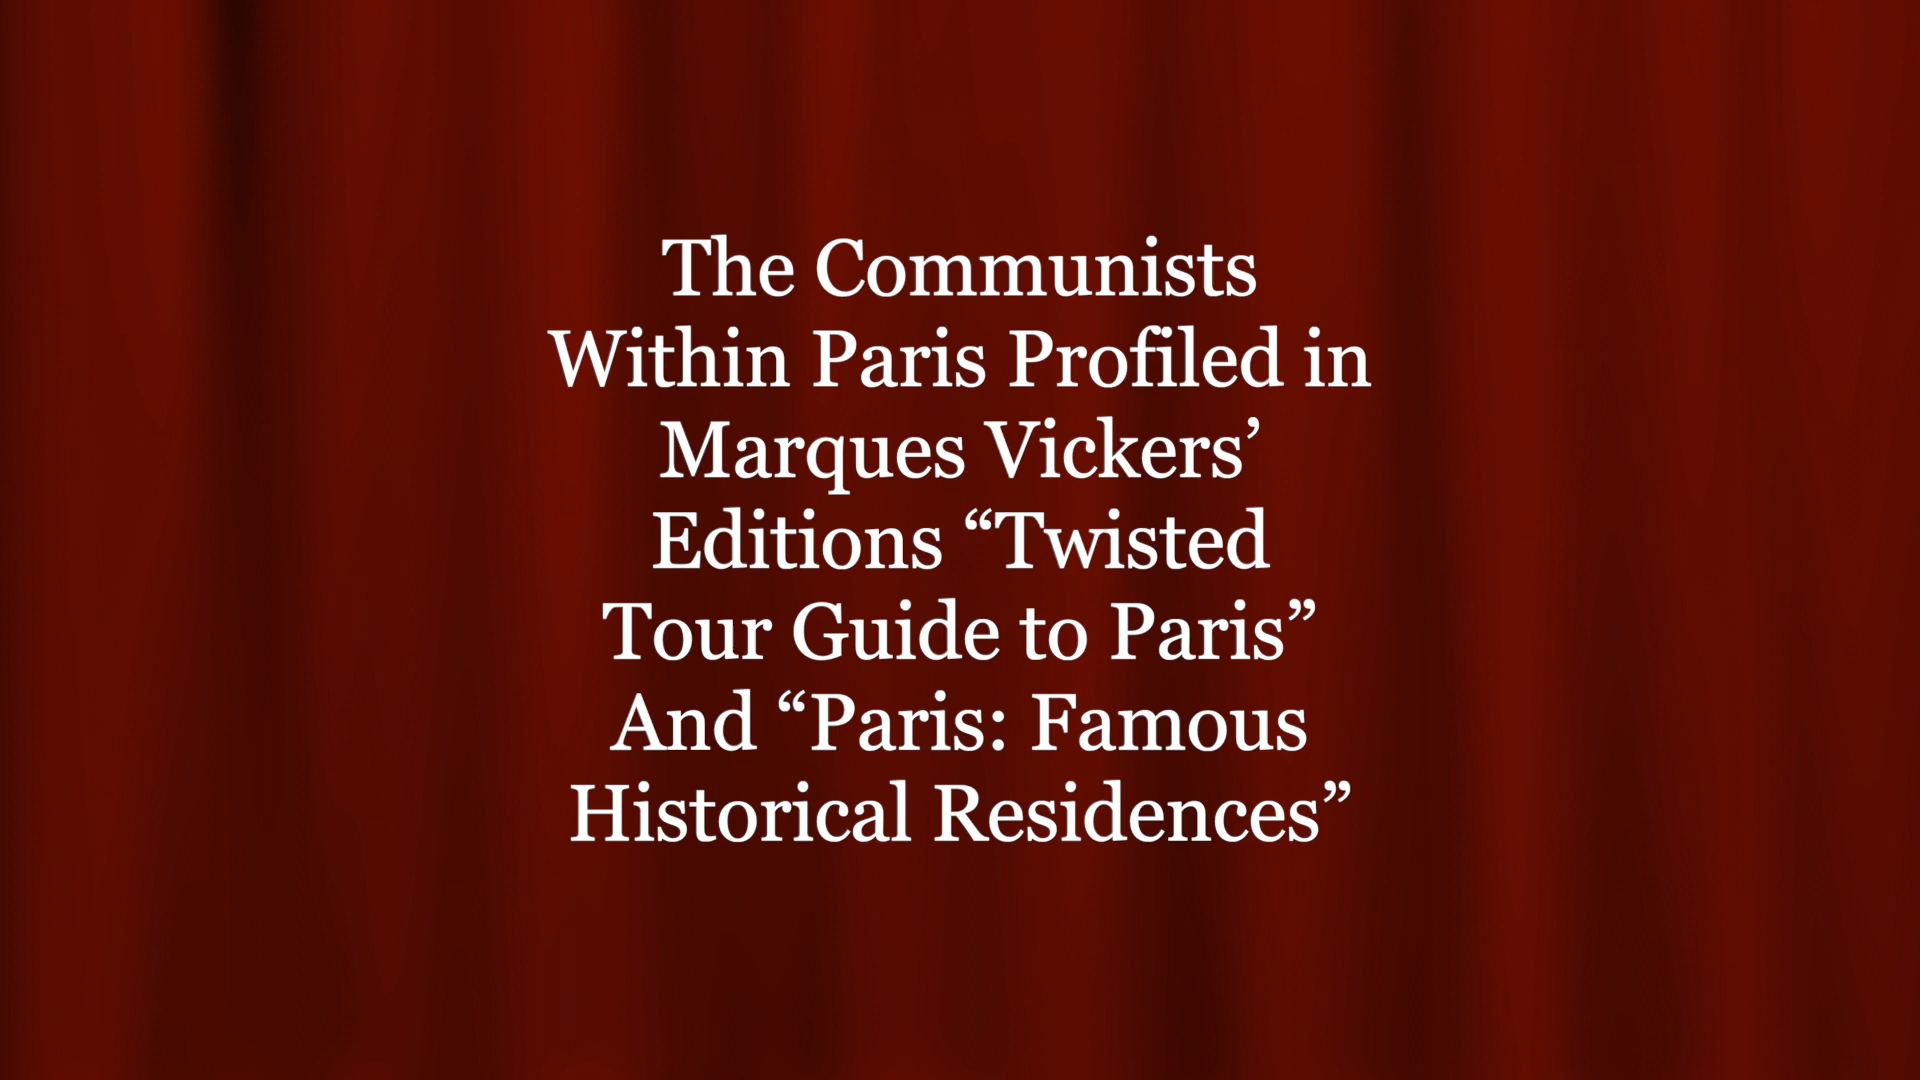 The Communists
Within Paris Profiled in
Marques Vickers’
Editions “Twisted
Tour Guide to Paris”
And “Paris: Famous
Historical Residences”